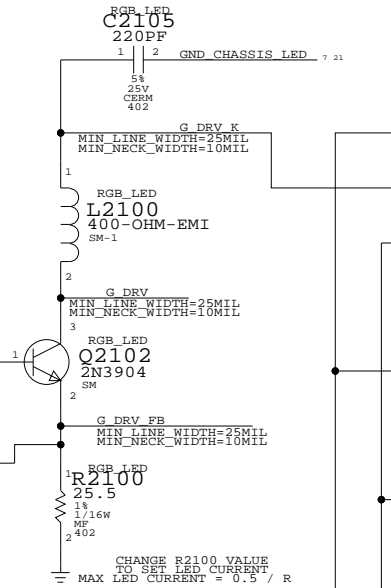 RGB_LED
C2105
220PF
1 2 GND_CHASSIS_LED 7 21
5%
25V
CERM
402
G_DRV_K
MIN_LINE_WIDTH=25MIL
MIN_NECK_WIDTH=10MIL
1
RGB_LED
L2100
400-OHM-EMI
SM-1
2
G_DRV
MIN_LINE_WIDTH=25MIL
MIN_NECK_WIDTH=10MIL
3
RGB_LED
1 Q2102
2N3904
SM
2
G_DRV_FB
MIN_LINE_WIDTH=25MIL
MIN_NECK_WIDTH=10MIL
1 RGB_LED
R2100
25.5
1%
1/16W
MF
2 402
CHANGE R2100 VALUE
TO SET LED CURRENT
MAX LED CURRENT = 0.5 / R